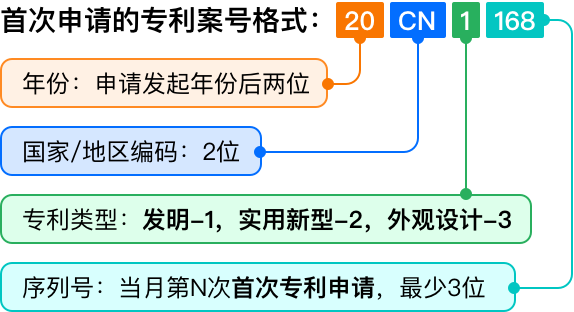 首次申请的专利案号格式：20 CN 1 168
年份：申请发起年份后两位
国家/地区编码：2位
专利类型：发明–1，实用新型–2，外观设计–3
序列号：当月第N次首次专利申请，最少3位